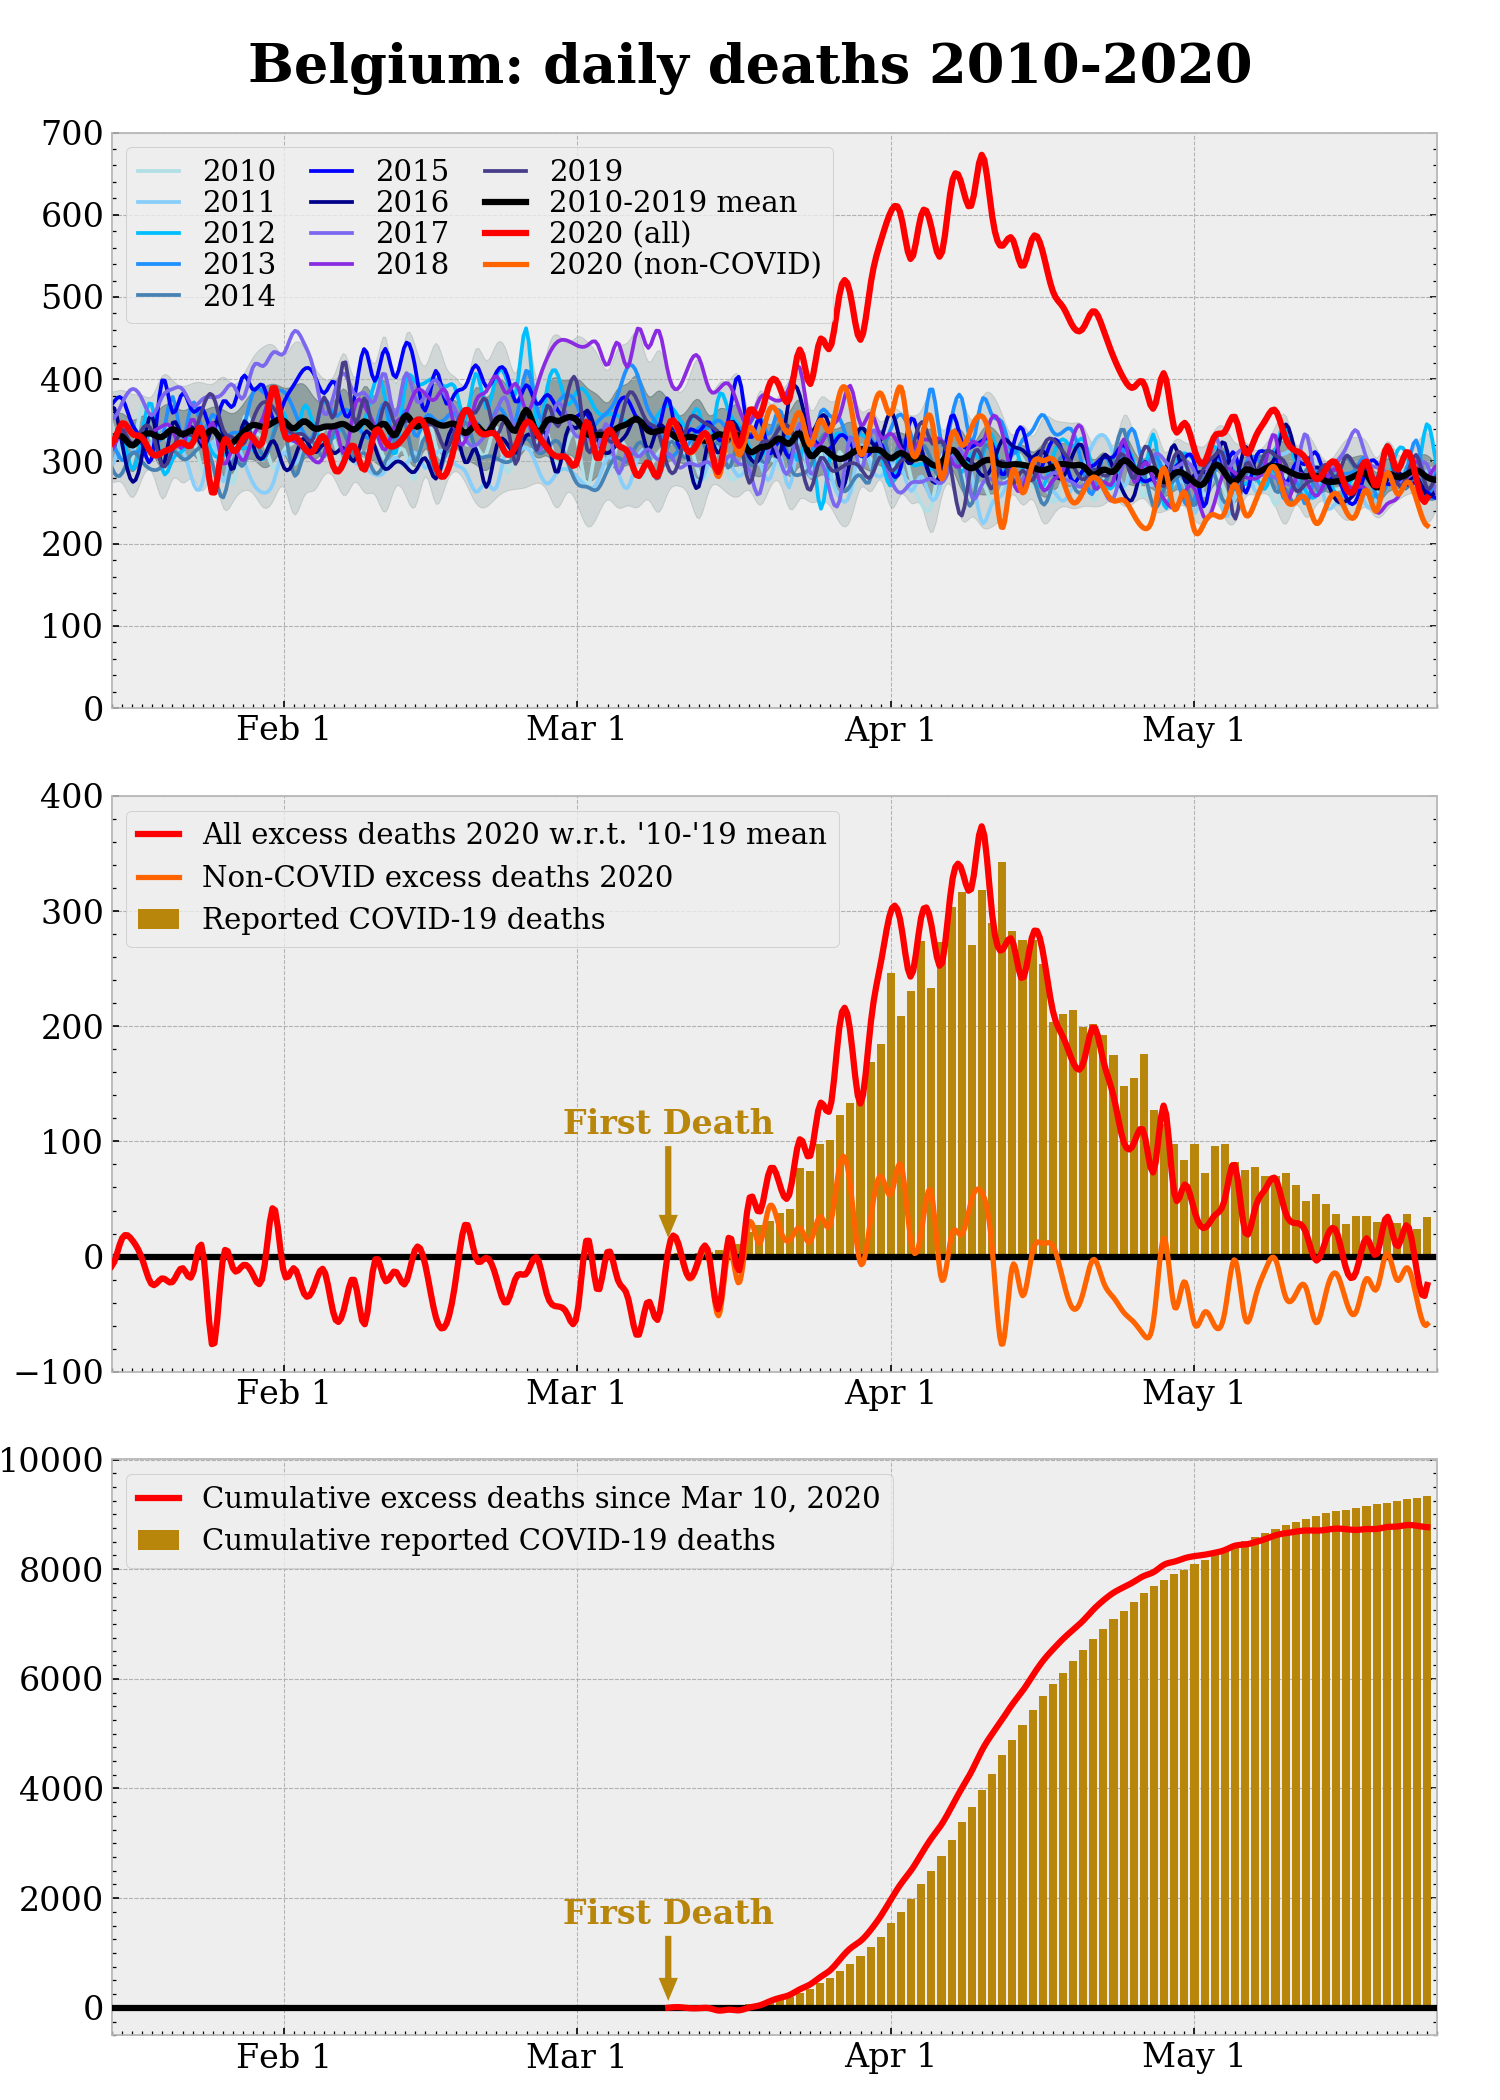 Belgium: daily deaths 2010-2020
700
600
500
400
300
200
100
0
2010 2015 2019
2011 2016 2010-2019 mean
2012 2017 2020 (all)
2013 2018 2020 (non-COVID)
2014
Feb 1 Mar 1 Apr 1 May 1
400
300
200
100
0
−100
All excess deaths 2020 w.r.t. '10-'19 mean
Non-COVID excess deaths 2020
Reported COVID-19 deaths
First Death
Feb 1 Mar 1 Apr 1 May 1
10000
8000
6000
4000
2000
0
Cumulative excess deaths since Mar 10, 2020
Cumulative reported COVID-19 deaths
First Death
Feb 1 Mar 1 Apr 1 May 1